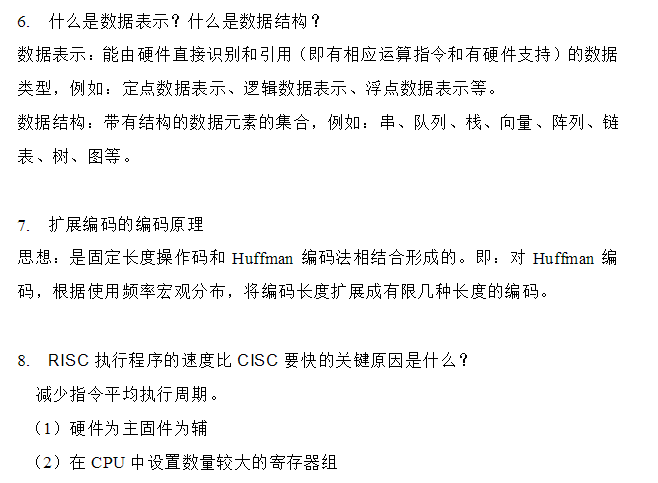 6. 什么是数据表示？什么是数据结构？
数据表示：能由硬件直接识别和引用（即有相应运算指令和有硬件支持）的数据
类型，例如：定点数据表示、逻辑数据表示、浮点数据表示等。
数据结构：带有结构的数据元素的集合，例如：串、队列、栈、向量、阵列、链
表、树、图等。
7. 扩展编码的编码原理
思想：是固定长度操作码和 Huffman 编码法相结合形成的。即：对 Huffman 编
码，根据使用频率宏观分布，将编码长度扩展成有限几种长度的编码。
8. RISC 执行程序的速度比 CISC 要快的关键原因是什么？
减少指令平均执行周期。
（1）硬件为主固件为辅
（2）在 CPU 中设置数量较大的寄存器组